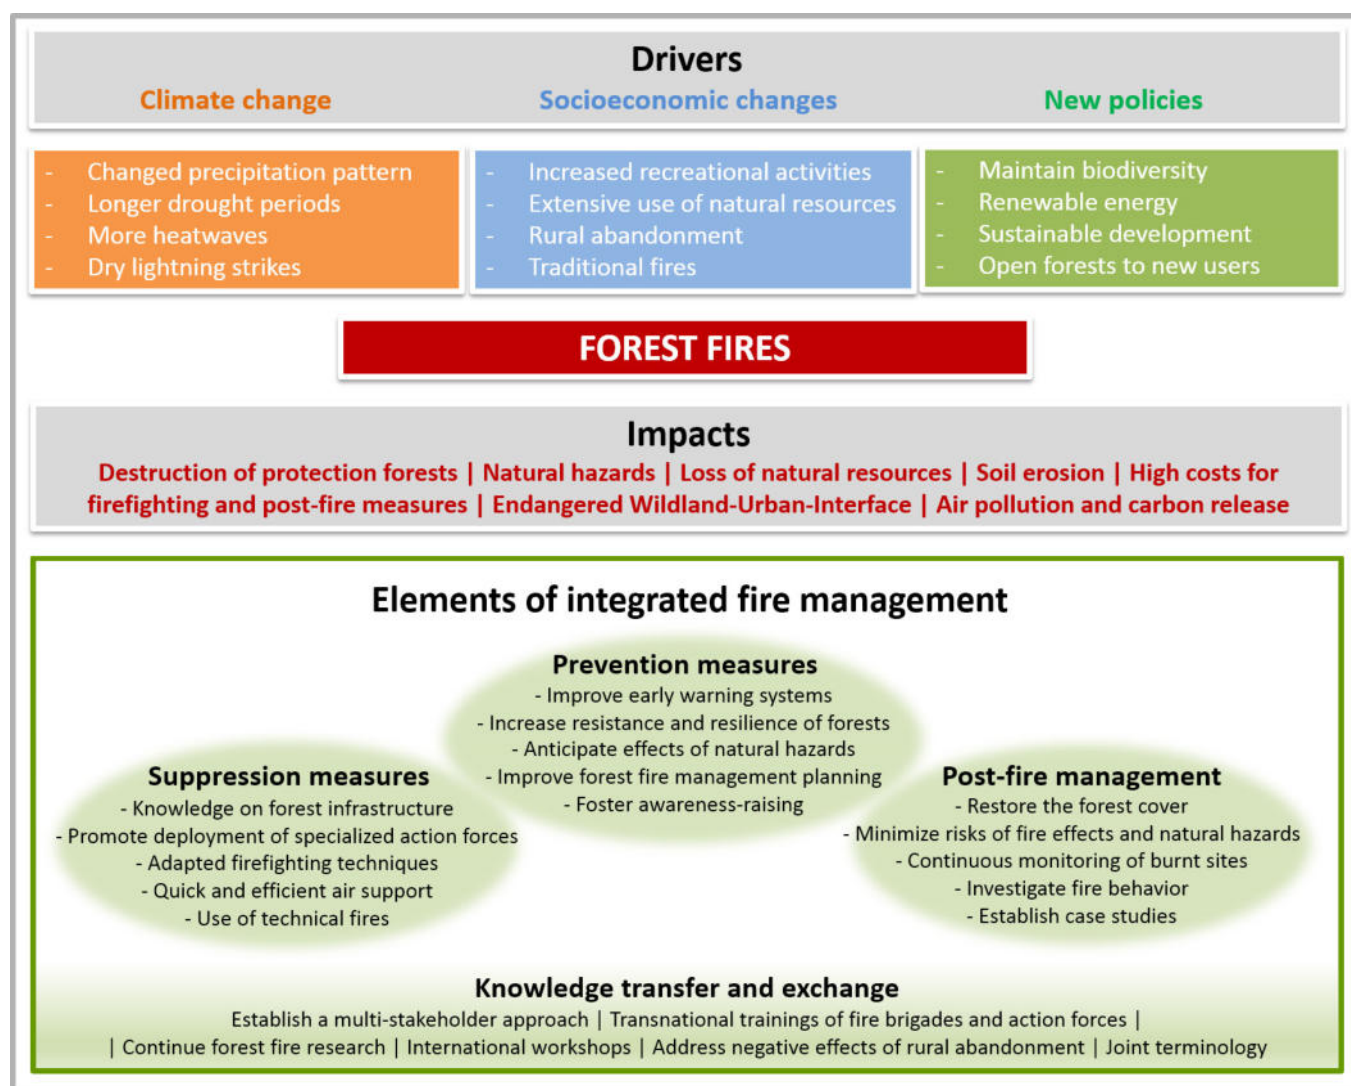 Drivers
Climate change
Socioeconomic changes
New policies
- Changed precipitation pattern
- Longer drought periods
- More heatwaves
- Dry lightning strikes
- Increased recreational activities
- Extensive use of natural resources
- Rural abandonment
- Traditional fires
- Maintain biodiversity
- Renewable energy
- Sustainable development
- Open forests to new users
FOREST FIRES
Impacts
Destruction of protection forests | Natural hazards | Loss of natural resources | Soil erosion | High costs for
firefighting and post-fire measures | Endangered Wildland-Urban-Interface | Air pollution and carbon release
Elements of integrated fire management
Prevention measures
- Improve early warning systems
- Increase resistance and resilience of forests
- Anticipate effects of natural hazards
- Improve forest fire management planning
- Foster awareness-raising
Suppression measures
- Knowledge on forest infrastructure
- Promote deployment of specialized action forces
- Adapted firefighting techniques
- Quick and efficient air support
- Use of technical fires
Post-fire management
- Restore the forest cover
- Minimize risks of fire effects and natural hazards
- Continuous monitoring of burnt sites
- Investigate fire behavior
- Establish case studies
Knowledge transfer and exchange
Establish a multi-stakeholder approach | Transnational trainings of fire brigades and action forces |
| Continue forest fire research | International workshops | Address negative effects of rural abandonment | Joint terminology